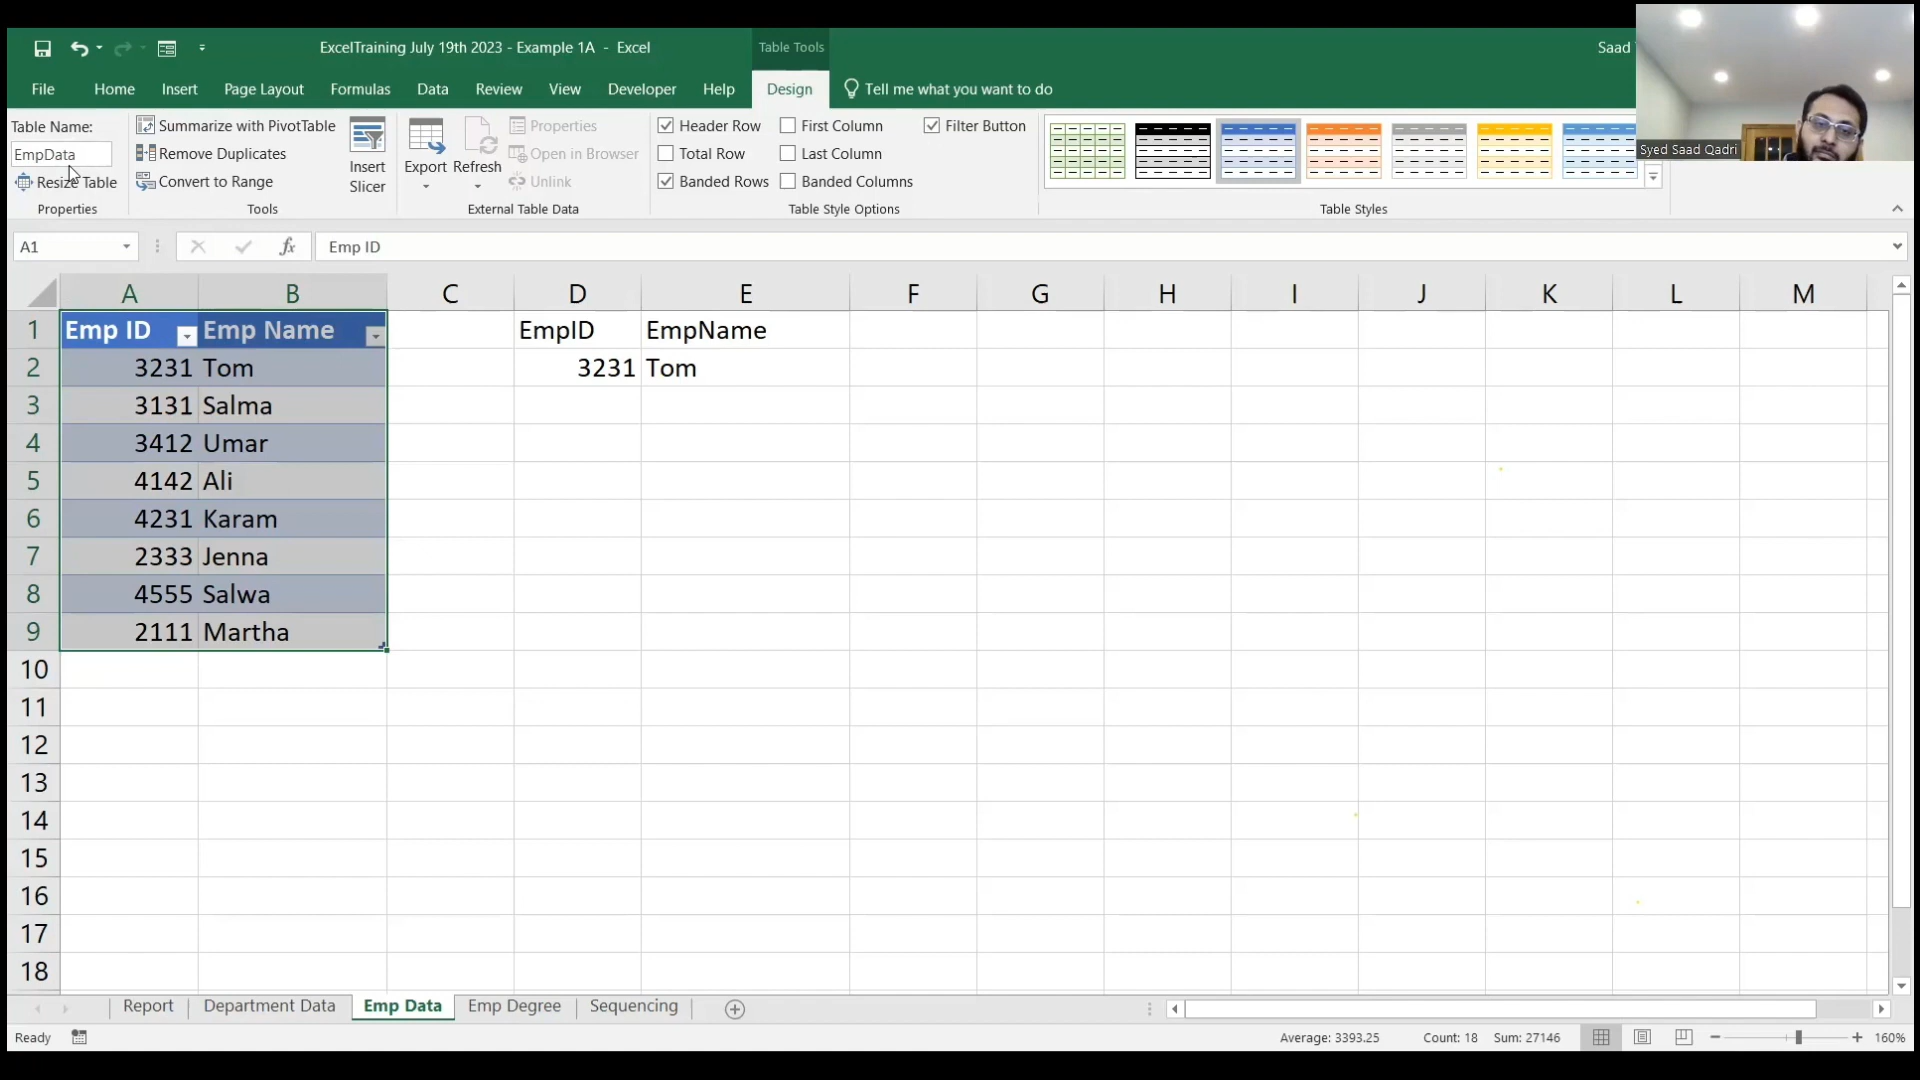 ExcelTraining July 19th 2023 - Example 1A - Excel
Table Tools
Saad
File Home Insert Page Layout Formulas Data Review View Developer Help Design Tell me what you want to do
Table Name:
EmpData
Resize Table
Properties
Summarize with PivotTable
Remove Duplicates
Convert to Range
Tools
Insert Slicer
Export
Refresh
Properties
Open in Browser
Unlink
External Table Data
Header Row First Column Filter Button
Total Row Last Column
Banded Rows Banded Columns
Table Style Options
Table Styles
Syed Saad Qadri
A1 fx Emp ID
A B C D E F G H I J K L M
1 Emp ID Emp Name EmpID EmpName
2 3231 Tom 3231 Tom
3 3131 Salma
4 3412 Umar
5 4142 Ali
6 4231 Karam
7 2333 Jenna
8 4555 Salwa
9 2111 Martha
10
11
12
13
14
15
16
17
18
Report Department Data Emp Data Emp Degree Sequencing
Ready Average: 3393.25 Count: 18 Sum: 27146 160%